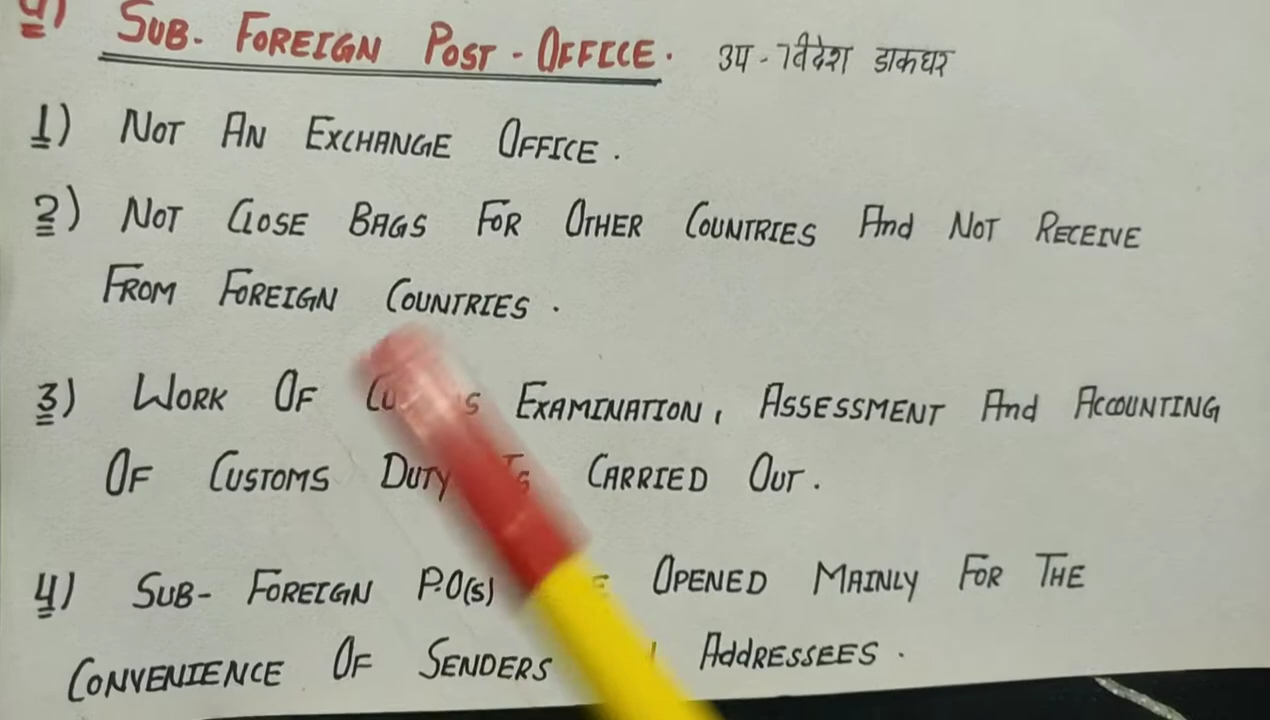 4) SUB- FOREIGN POST-OFFICE. उप - विदेश डाकघर
1) NOT AN EXCHANGE OFFICE.
2) NOT CLOSE BAGS FOR OTHER COUNTRIES And NOT RECEIVE
FROM FOREIGN COUNTRIES.
3) WORK OF EXAMINATION, ASSESSMENT And ACCOUNTING
OF CUSTOMS DUTY IS CARRIED OUT.
4) SUB- FOREIGN P.O(S) OPENED MAINLY FOR THE
CONVENIENCE OF SENDERS AddRESSEES.